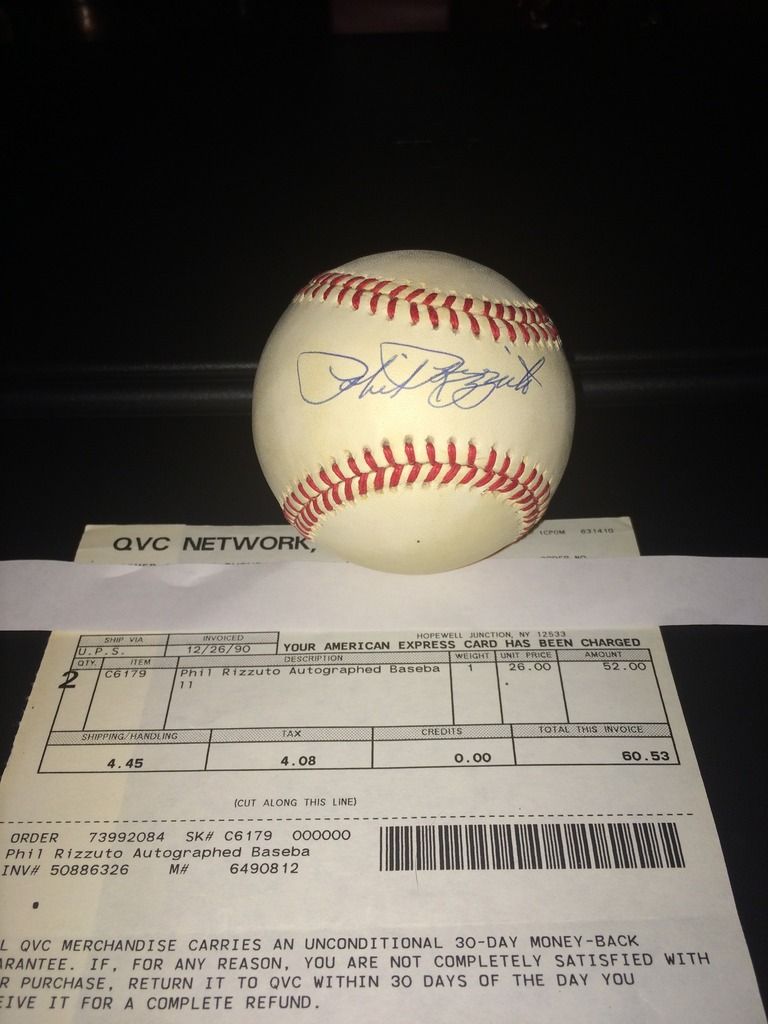 Phil Rizzuto
QVC NETWORK,
1CPOM 631410
HOPEWELL JUNCTION, NY 12533
SHIP VIA INVOICED
U.P.S. 12/26/90 YOUR AMERICAN EXPRESS CARD HAS BEEN CHARGED
QTY. ITEM DESCRIPTION WEIGHT UNIT PRICE AMOUNT
2 C6179 Phil Rizzuto Autographed Baseba 1 26.00 52.00
ll
SHIPPING/HANDLING TAX CREDITS TOTAL THIS INVOICE
4.45 4.08 0.00 60.53
(CUT ALONG THIS LINE)
ORDER 73992084 SK# C6179 000000
Phil Rizzuto Autographed Baseba
INV# 50886326 M# 6490812
L QVC MERCHANDISE CARRIES AN UNCONDITIONAL 30-DAY MONEY-BACK
ARANTEE. IF, FOR ANY REASON, YOU ARE NOT COMPLETELY SATISFIED WITH
R PURCHASE, RETURN IT TO QVC WITHIN 30 DAYS OF THE DAY YOU
EIVE IT FOR A COMPLETE REFUND.